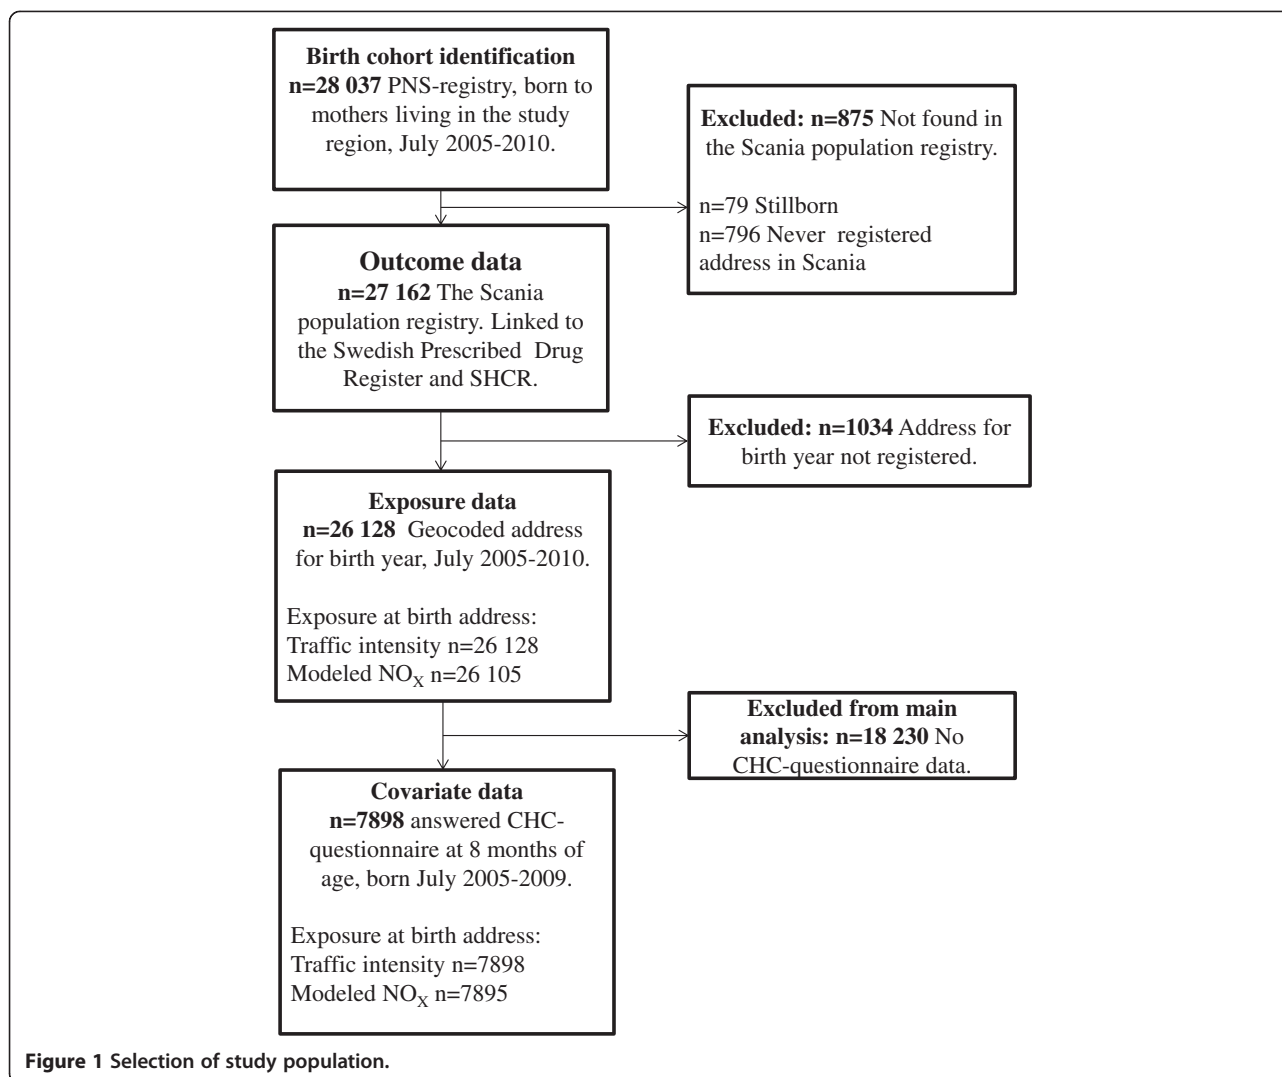 Birth cohort identification
n=28 037 PNS-registry, born to
mothers living in the study
region, July 2005-2010.
Excluded: n=875 Not found in
the Scania population registry.
n=79 Stillborn
n=796 Never registered
address in Scania
Outcome data
n=27 162 The Scania
population registry. Linked to
the Swedish Prescribed Drug
Register and SHCR.
Excluded: n=1034 Address for
birth year not registered.
Exposure data
n=26 128 Geocoded address
for birth year, July 2005-2010.
Exposure at birth address:
Traffic intensity n=26 128
Modeled NOX n=26 105
Excluded from main
analysis: n=18 230 No
CHC-questionnaire data.
Covariate data
n=7898 answered CHC-
questionnaire at 8 months of
age, born July 2005-2009.
Exposure at birth address:
Traffic intensity n=7898
Modeled NOX n=7895
Figure 1 Selection of study population.